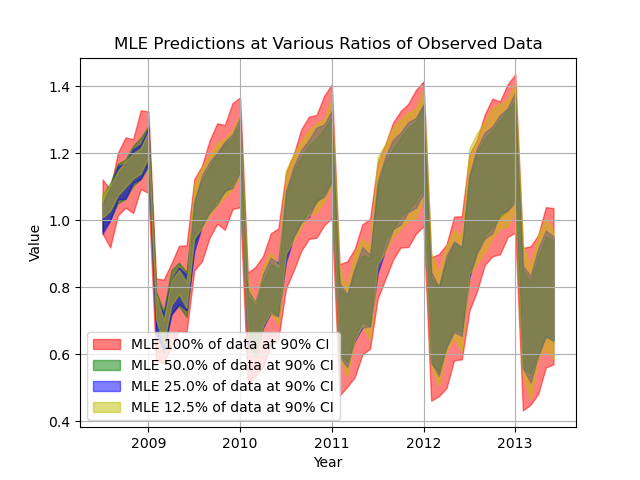 MLE Predictions at Various Ratios of Observed Data
1.4
1.2
1.0
0.8
0.6
0.4
Value
MLE 100% of data at 90% CI
MLE 50.0% of data at 90% CI
MLE 25.0% of data at 90% CI
MLE 12.5% of data at 90% CI
2009 2010 2011 2012 2013
Year